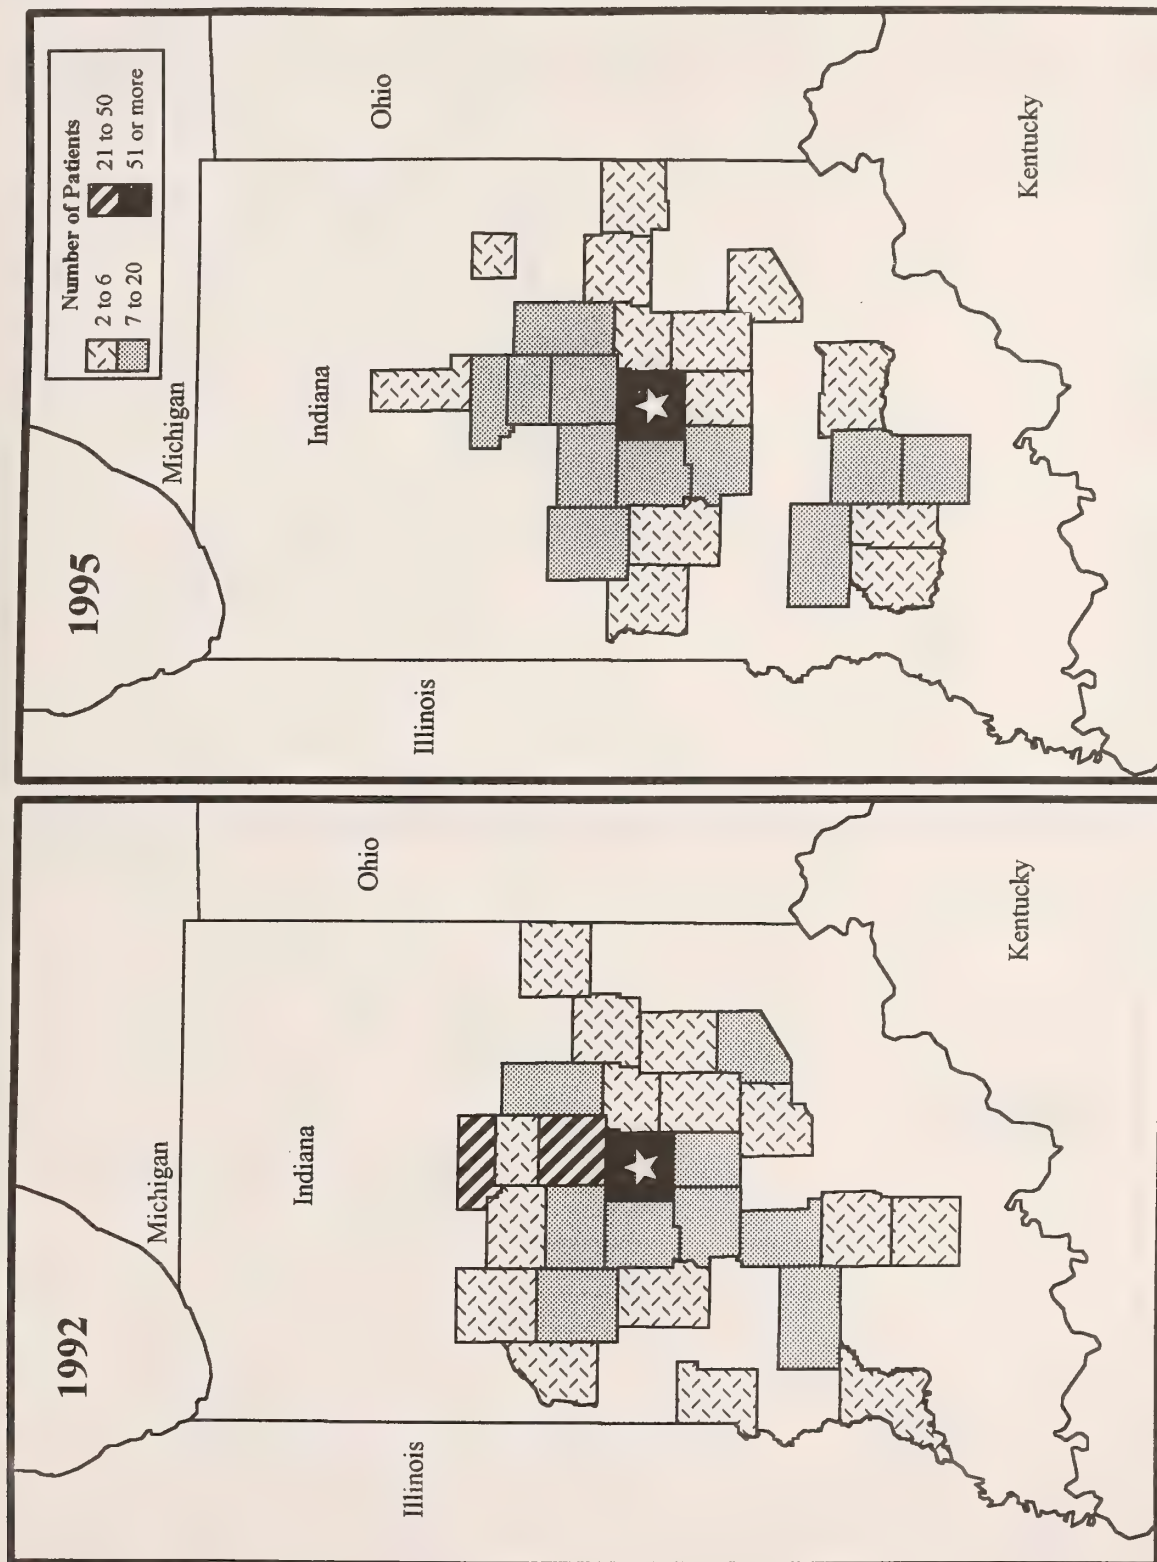 1995
Michigan
Number of Patients
2 to 6
21 to 50
7 to 20
51 or more
Ohio
Indiana
Illinois
Kentucky
1992
Michigan
Ohio
Indiana
Illinois
Kentucky